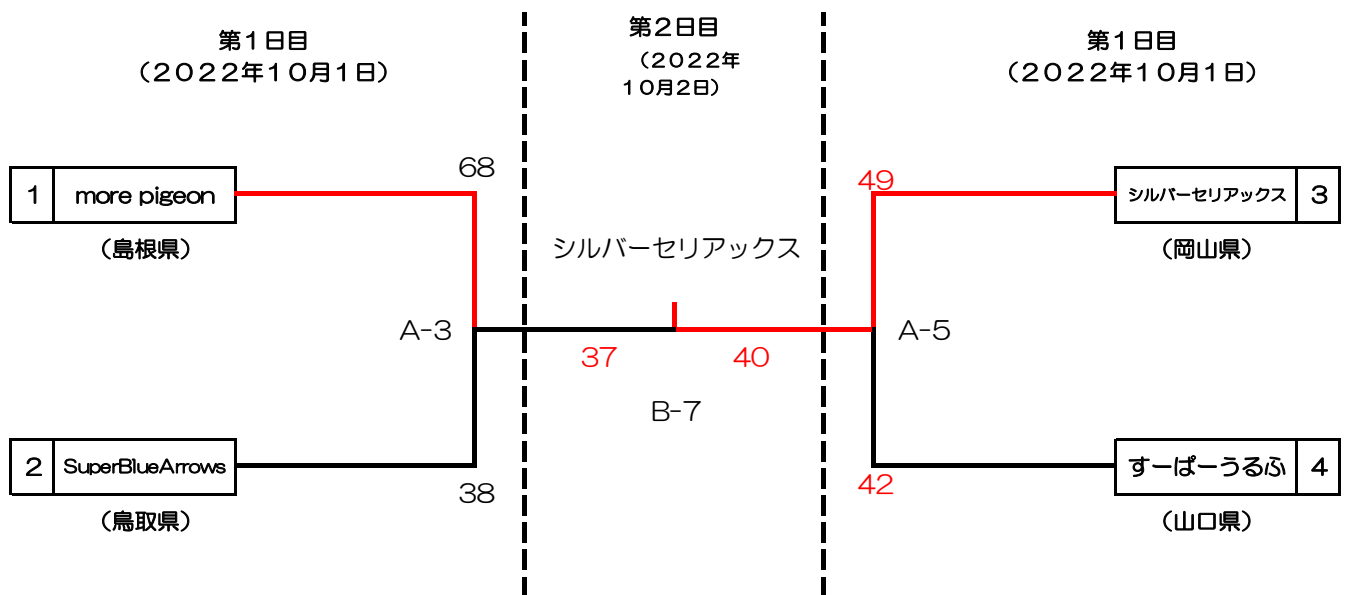 第１日目
（２０２２年１０月１日）
第２日目
（２０２２年
１０月２日）
第１日目
（２０２２年１０月１日）
68
1
more pigeon
（島根県）
A-3
2
SuperBlueArrows
（鳥取県）
38
シルバーセリアックス
37
40
B-7
49
シルバーセリアックス
3
（岡山県）
A-5
すーぱーうるふ
4
（山口県）
42